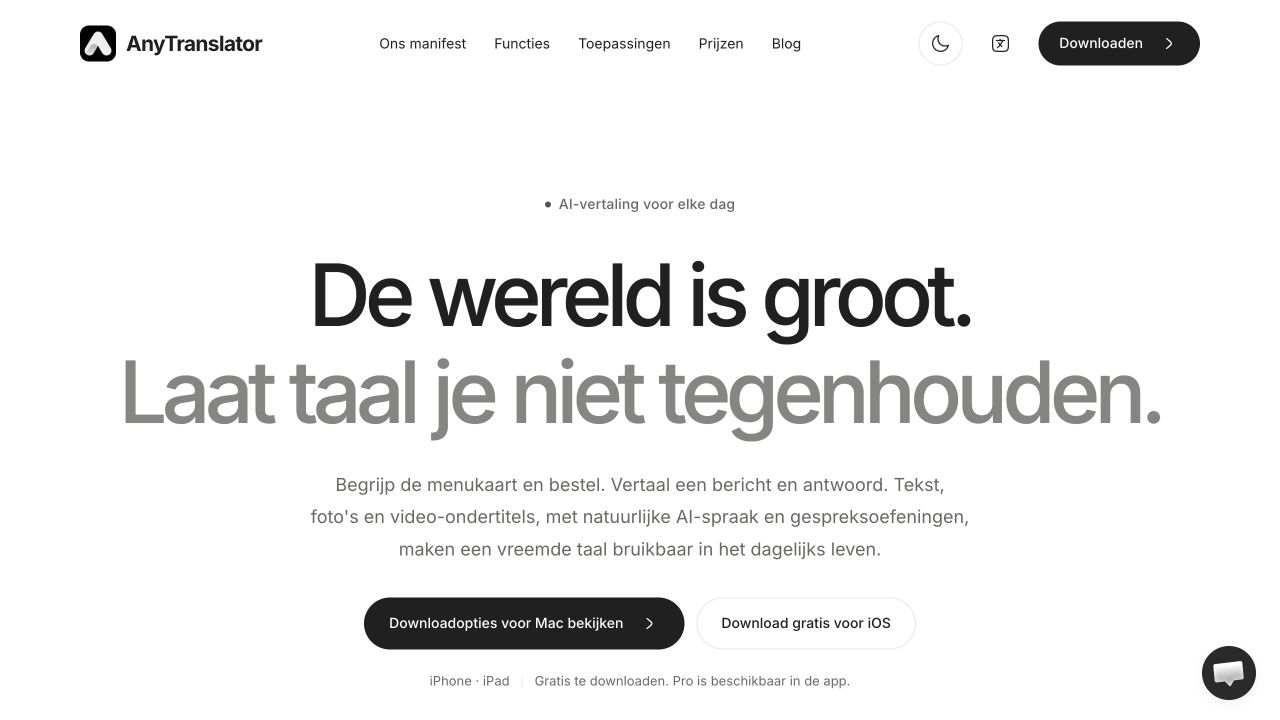 AnyTranslator
Ons manifest
Functies
Toepassingen
Prijzen
Blog
Downloaden
AI-vertaling voor elke dag
De wereld is groot.
Laat taal je niet tegenhouden.
Begrijp de menukaart en bestel. Vertaal een bericht en antwoord. Tekst,
foto's en video-ondertitels, met natuurlijke AI-spraak en gespreksoefeningen,
maken een vreemde taal bruikbaar in het dagelijks leven.
Downloadopties voor Mac bekijken
Download gratis voor iOS
iPhone · iPad
Gratis te downloaden. Pro is beschikbaar in de app.